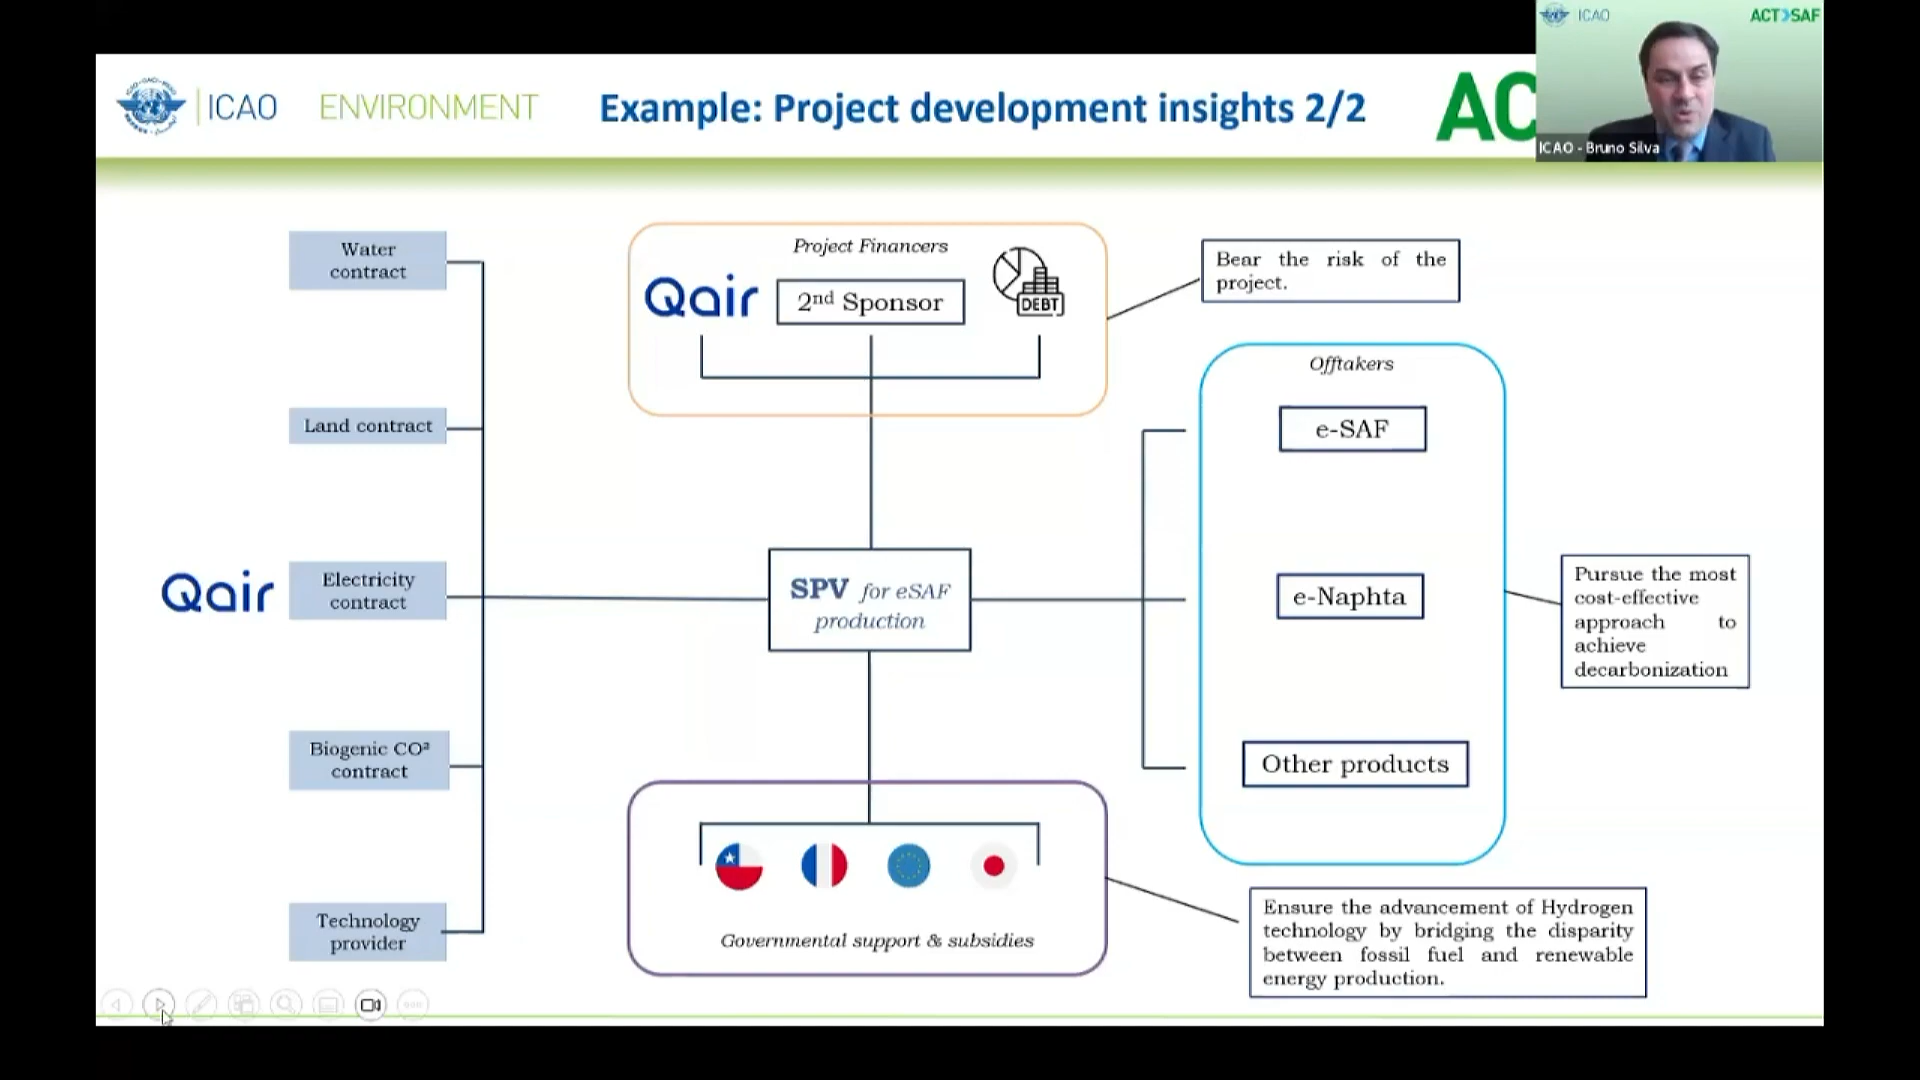 ICAO ENVIRONMENT
Example: Project development insights 2/2
AC
ICAO
ACT SAF
ICAO - Bruno Silva
Water
contract
Land contract
Qair
Electricity
contract
Biogenic CO²
contract
Technology
provider
Project Financers
Qair
2nd Sponsor
DEBT
Bear the risk of the
project.
SPV for eSAF
production
Offtakers
e-SAF
e-Naphta
Other products
Pursue the most
cost-effective
approach to
achieve
decarbonization
Governmental support & subsidies
Ensure the advancement of Hydrogen
technology by bridging the disparity
between fossil fuel and renewable
energy production.